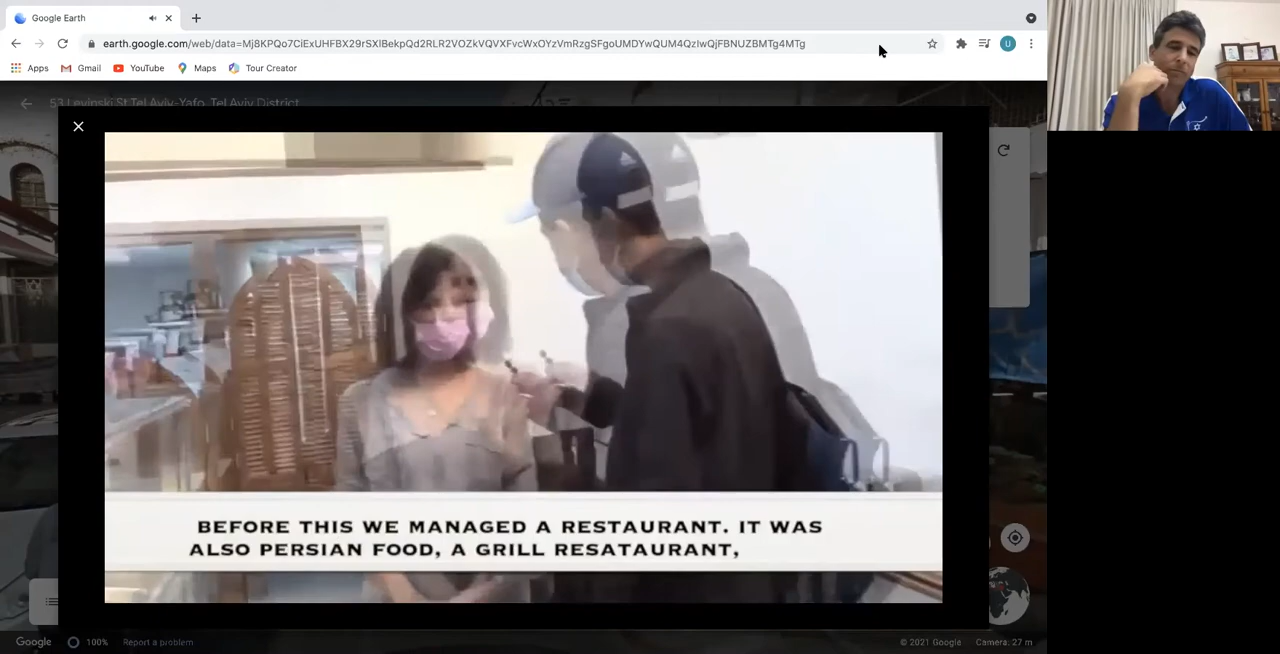 Google Earth
earth.google.com/web/data=Mj8KPQo7CiExUHFBX29rSXlBekpQd2RLR2VOZkVQVXFvcWxOYzVmRzgSFgoUMDYwQUM4QzIwQjFBNUZBMTg4MTg
Apps Gmail YouTube Maps Tour Creator
53 Levinski St Tel Aviv-Yafo, Tel Aviv District
BEFORE THIS WE MANAGED A RESTAURANT. IT WAS
ALSO PERSIAN FOOD, A GRILL RESATAURANT,
Google 100% Report a problem © 2021 Google Camera: 27 m
U